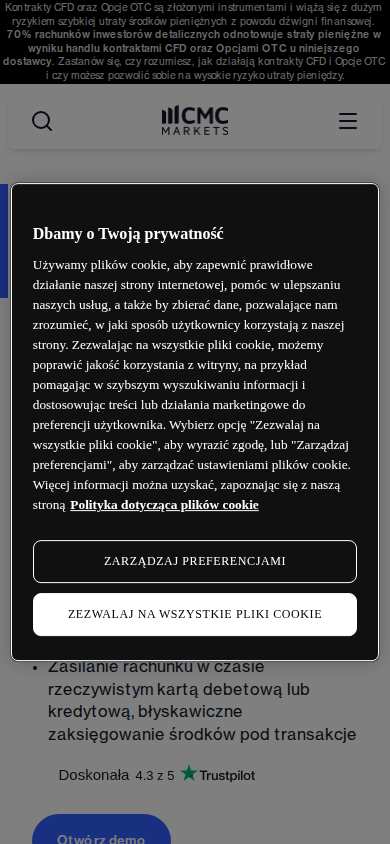 Kontrakty CFD oraz Opcje OTC są złożonymi instrumentami i wiążą się z dużym
ryzykiem szybkiej utraty środków pieniężnych z powodu dźwigni finansowej.
70% rachunków inwestorów detalicznych odnotowuje straty pieniężne w
wyniku handlu kontraktami CFD oraz Opcjami OTC u niniejszego
dostawcy. Zastanów się, czy rozumiesz, jak działają kontrakty CFD i Opcje OTC
i czy możesz pozwolić sobie na wysokie ryzyko utraty pieniędzy.
CMC
MARKETS
Dbamy o Twoją prywatność
Używamy plików cookie, aby zapewnić prawidłowe
działanie naszej strony internetowej, pomóc w ulepszaniu
naszych usług, a także by zbierać dane, pozwalające nam
zrozumieć, w jaki sposób użytkownicy korzystają z naszej
strony. Zezwalając na wszystkie pliki cookie, możemy
poprawić jakość korzystania z witryny, na przykład
pomagając w szybszym wyszukiwaniu informacji i
dostosowując treści lub działania marketingowe do
preferencji użytkownika. Wybierz opcję "Zezwalaj na
wszystkie pliki cookie", aby wyrazić zgodę, lub "Zarządzaj
preferencjami", aby zarządzać ustawieniami plików cookie.
Więcej informacji można uzyskać, zapoznając się z naszą
stroną Polityka dotycząca plików cookie
ZARZĄDZAJ PREFERENCJAMI
ZEZWALAJ NA WSZYSTKIE PLIKI COOKIE
• Zasilanie rachunku w czasie
rzeczywistym kartą debetową lub
kredytową, błyskawiczne
zaksięgowanie środków pod transakcje
Doskonała 4.3 z 5 Trustpilot
Otwórz demo